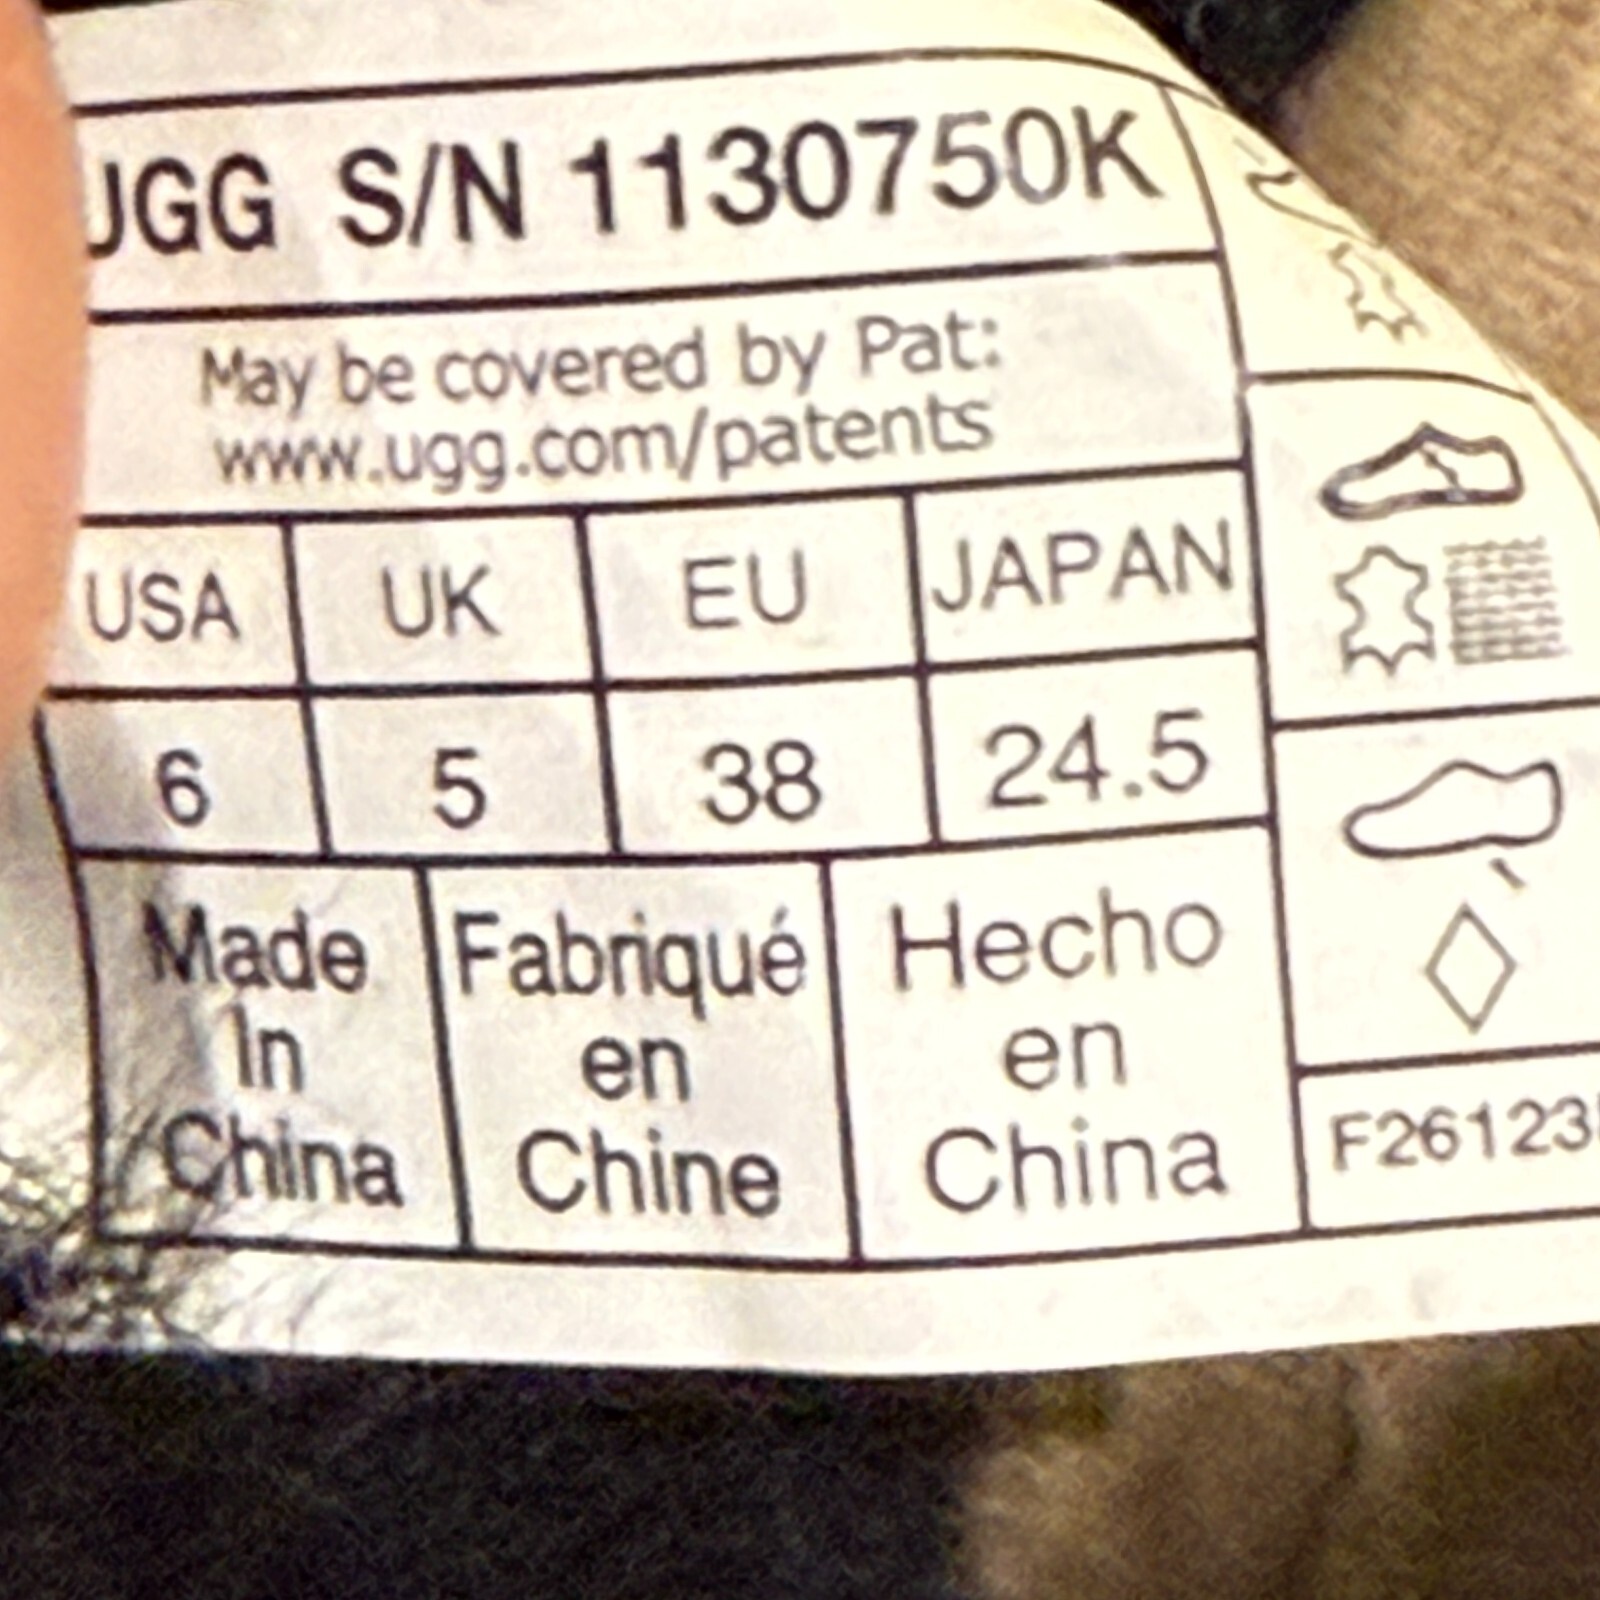 UGG S/N 1130750K
May be covered by Pat:
www.ugg.com/patents
USA UK EU JAPAN
6 5 38 24.5
Made
In
China
Fabriqué
en
Chine
Hecho
en
China
F26123